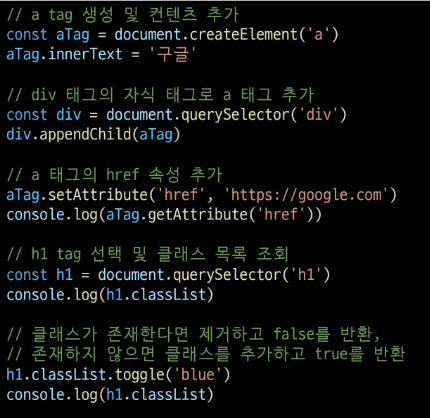 // a tag 생성 및 컨텐츠 추가
const aTag = document.createElement('a')
aTag.innerText = '구글'
// div 태그의 자식 태그로 a 태그 추가
const div = document.querySelector('div')
div.appendChild(aTag)
// a 태그의 href 속성 추가
aTag.setAttribute('href', 'https://google.com')
console.log(aTag.getAttribute('href'))
// h1 tag 선택 및 클래스 목록 조회
const h1 = document.querySelector('h1')
console.log(h1.classList)
// 클래스가 존재한다면 제거하고 false를 반환,
// 존재하지 않으면 클래스를 추가하고 true를 반환
h1.classList.toggle('blue')
console.log(h1.classList)